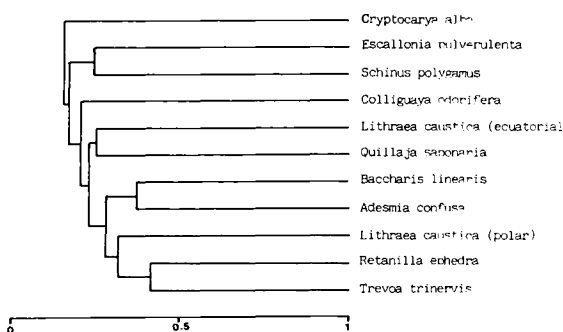 Cryptocarya alba
Escallonia pulverulenta
Schinus polygamus
Colliguaya odorifera
Lithraea caustica (ecuatorial
Quillaja saponaria
Baccharis linearis
Adesmia confusa
Lithraea caustica (polar)
Retanilla ephedra
Trevoa trinervis
0 0.5 1